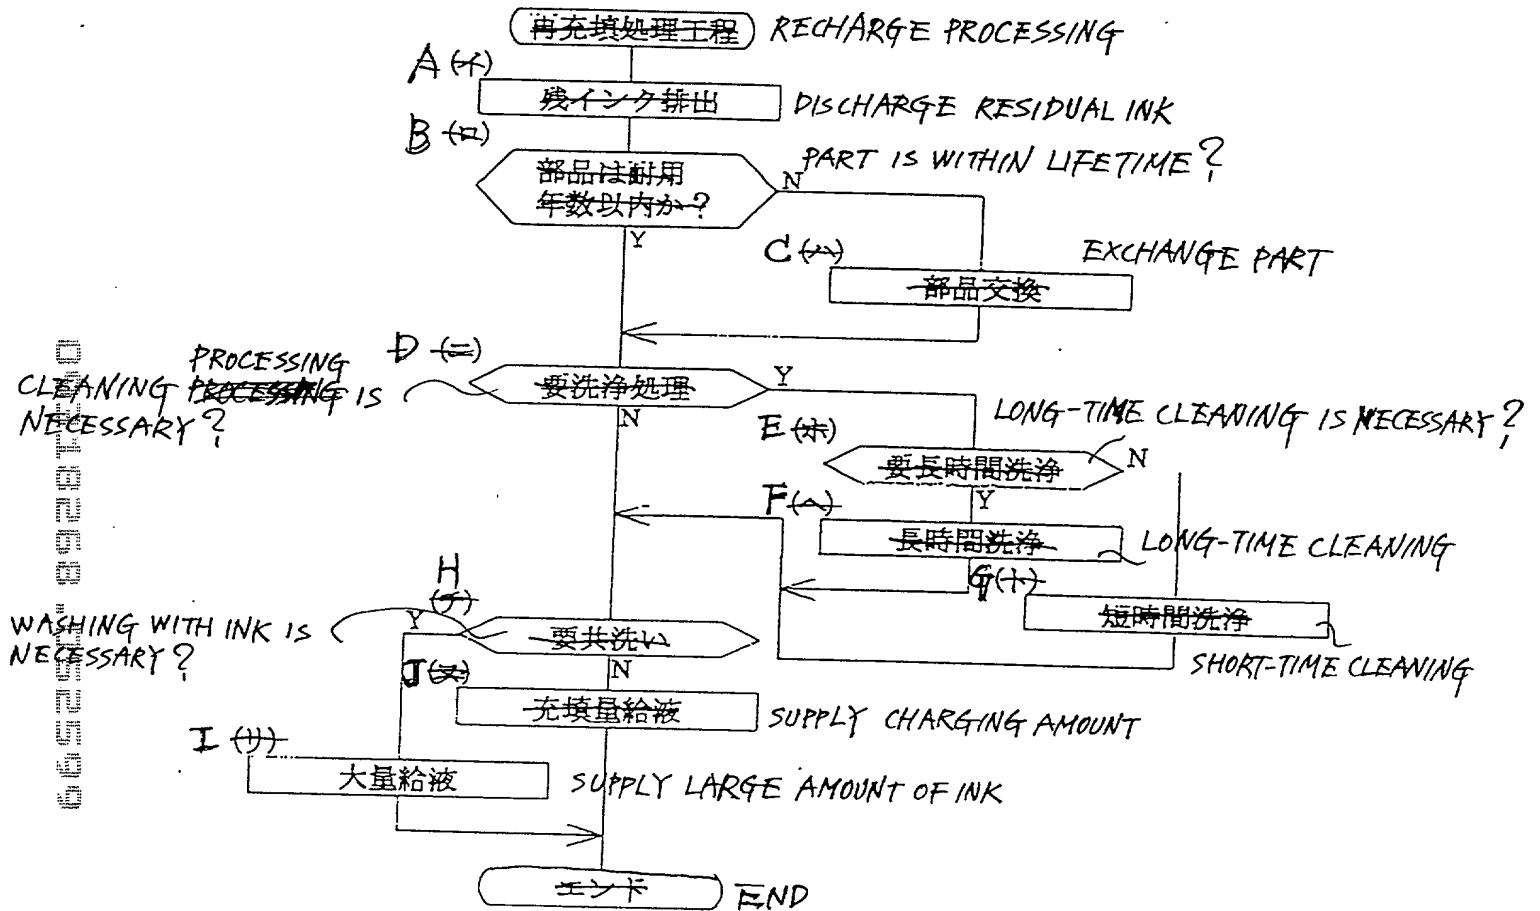 再充填処理工程 RECHARGE PROCESSING
A (イ)
残インク排出 DISCHARGE RESIDUAL INK
B (ロ)
部品は耐用
年数以内か?
N
PART IS WITHIN LIFETIME?
Y
C (ハ)
EXCHANGE PART
部品交換
D (ニ)
PROCESSING
CLEANING PROCESSING IS
NECESSARY?
要洗浄処理
Y
N
LONG-TIME CLEANING IS NECESSARY?
E (ホ)
要長時間洗浄
N
Y
F (ヘ)
長時間洗浄 LONG-TIME CLEANING
G (ト)
短時間洗浄
SHORT-TIME CLEANING
H
(チ)
WASHING WITH INK IS
NECESSARY?
Y
要共洗い
N
J (ヌ)
充填量給液 SUPPLY CHARGING AMOUNT
I (リ)
大量給液 SUPPLY LARGE AMOUNT OF INK
エンド END